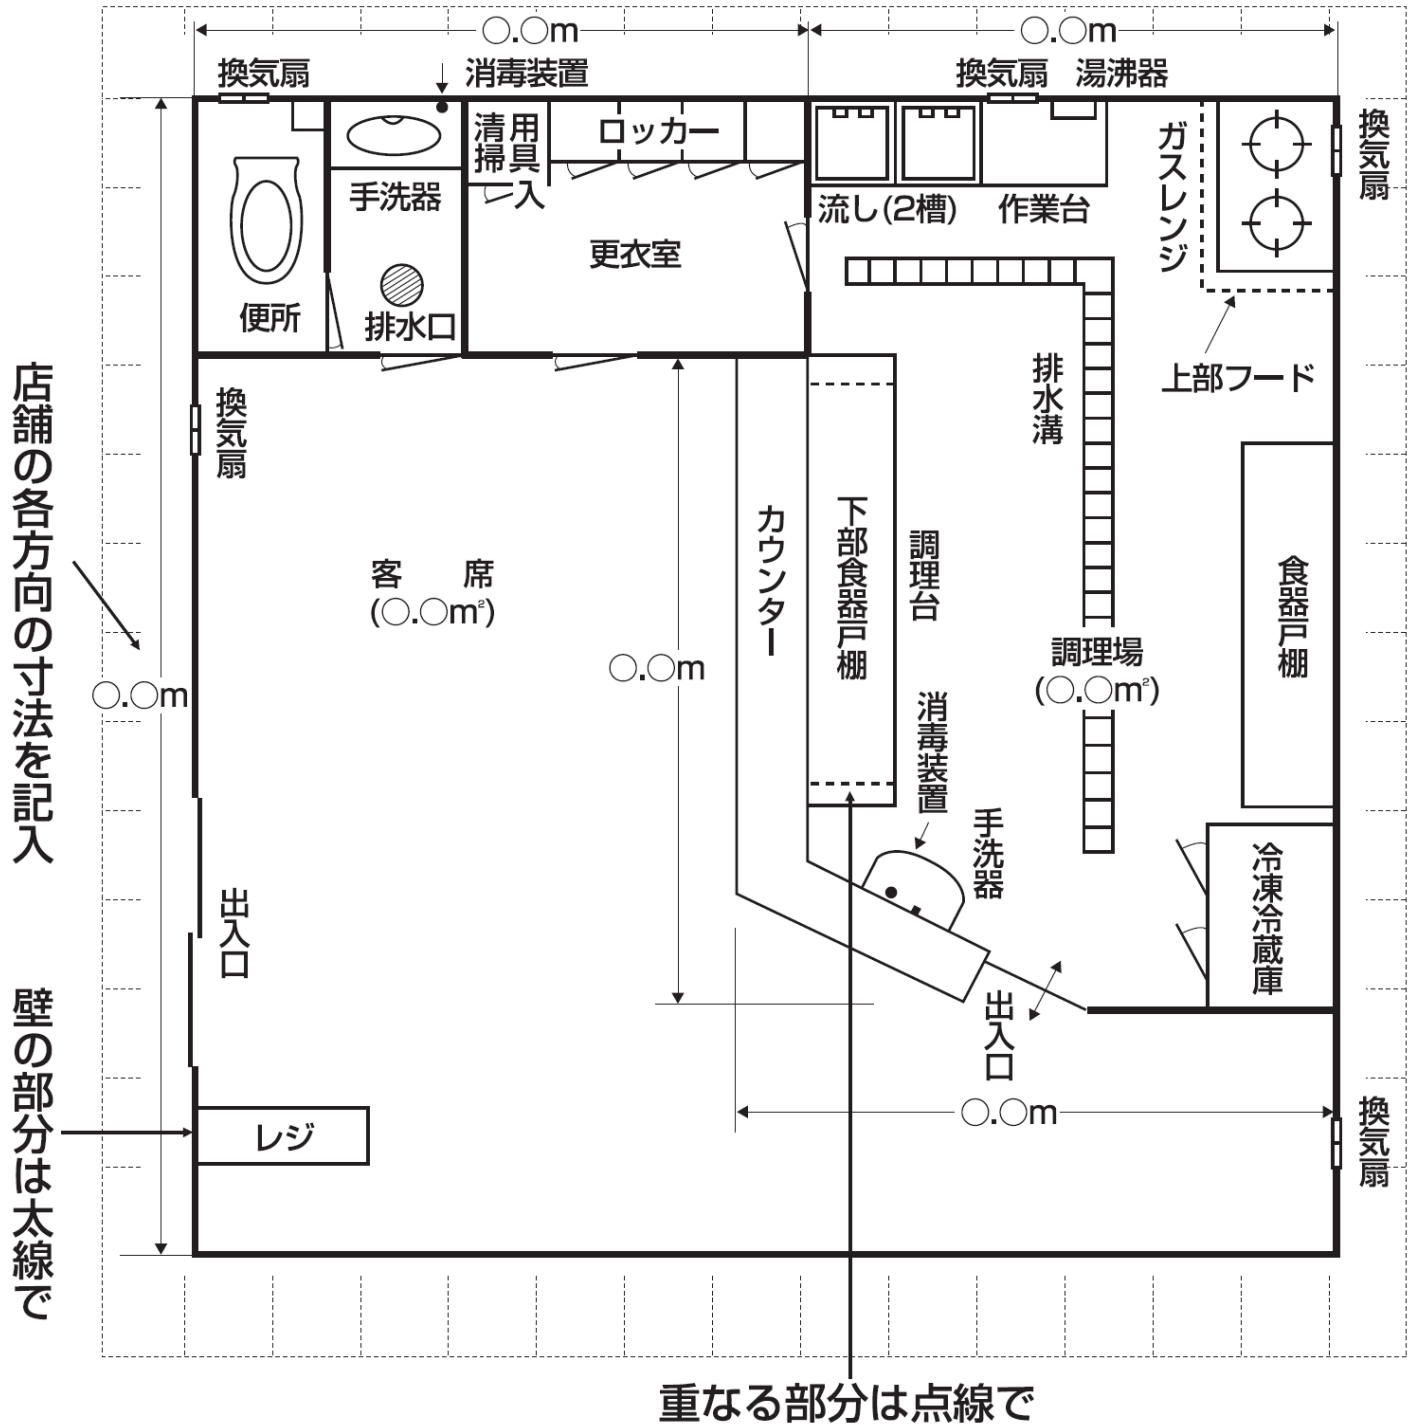 ○.○m
○.○m
換気扇
消毒装置
換気扇
湯沸器
換気扇
清掃用具入
ロッカー
ガスレンジ
手洗器
流し(2槽)
作業台
更衣室
便所
排水口
上部フード
排水溝
換気扇
店舗の各方向の寸法を記入
カウンター
下部食器戸棚
調理台
食器戸棚
客席
(○.○m²)
○.○m
調理場
(○.○m²)
○.○m
消毒装置
手洗器
冷凍冷蔵庫
出入口
出入口
壁の部分は太線で
レジ
○.○m
換気扇
重なる部分は点線で